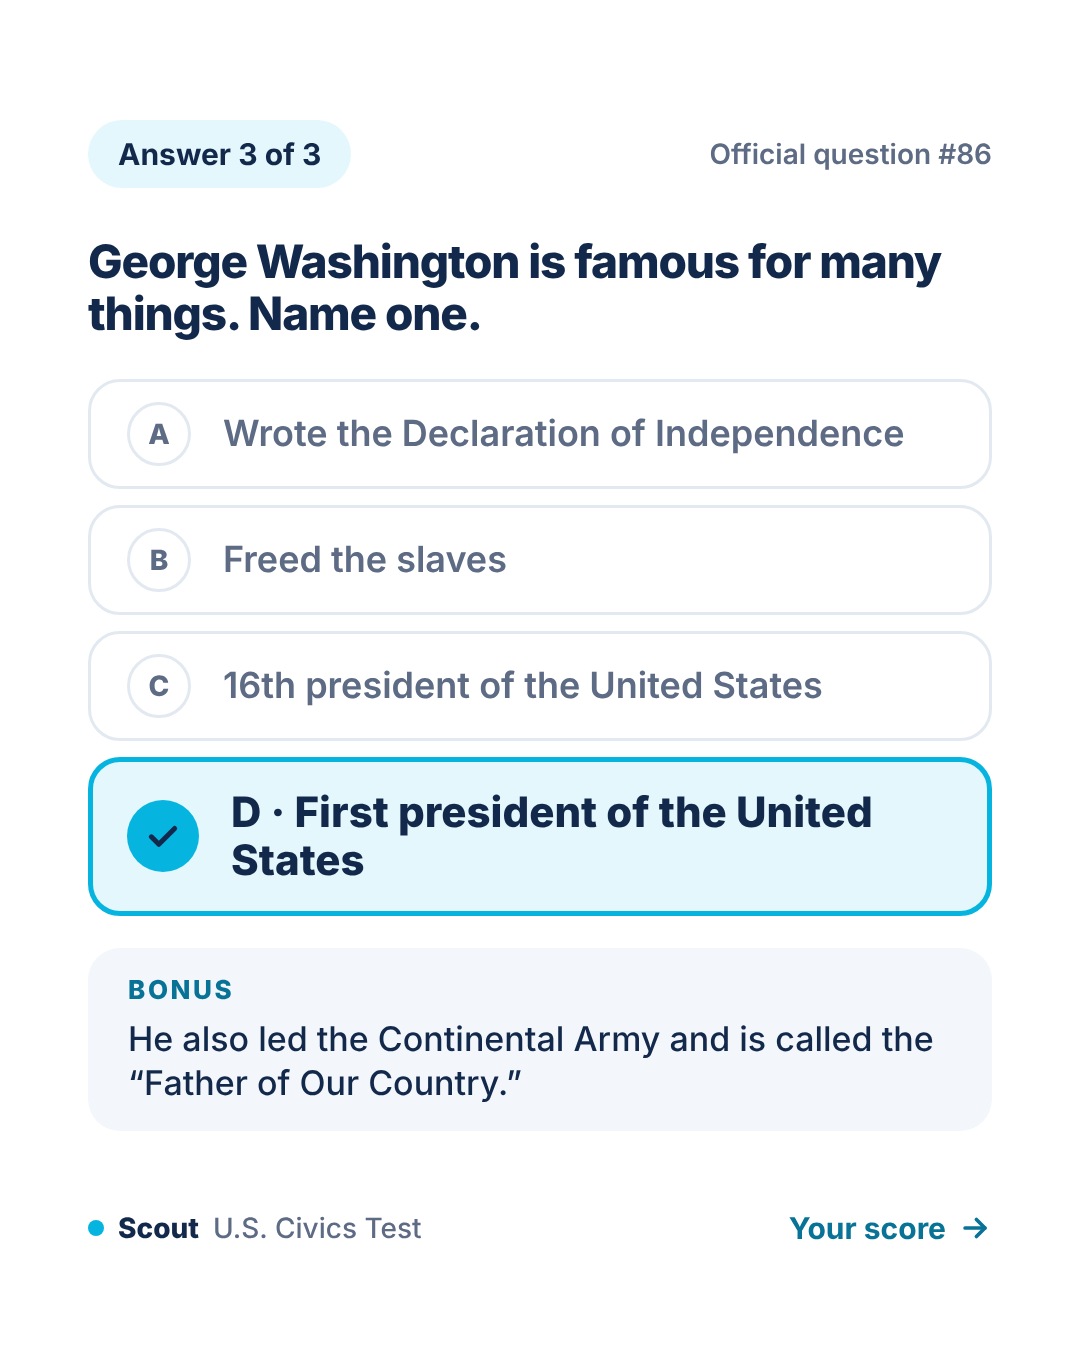 Answer 3 of 3
Official question #86
George Washington is famous for many
things. Name one.
A Wrote the Declaration of Independence
B Freed the slaves
C 16th president of the United States
D · First president of the United
States
BONUS
He also led the Continental Army and is called the
“Father of Our Country.”
Scout U.S. Civics Test
Your score →